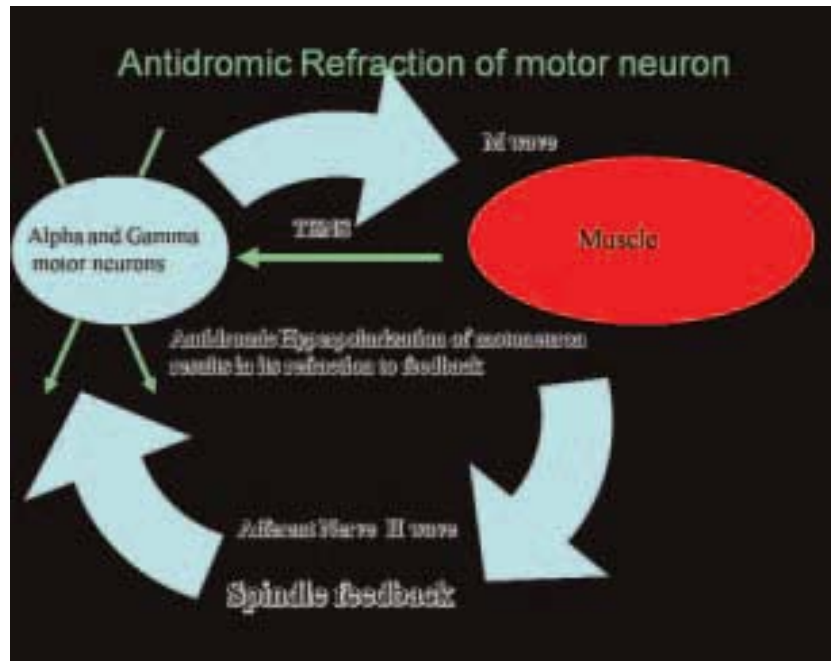 Antidromic Refraction of motor neuron
M wave
Alpha and Gamma
motor neurons
Muscle
Antidromic Hyperpolarization of motoneuron
results in its refraction to feedback
Afferent Nerve H wave
Spindle feedback